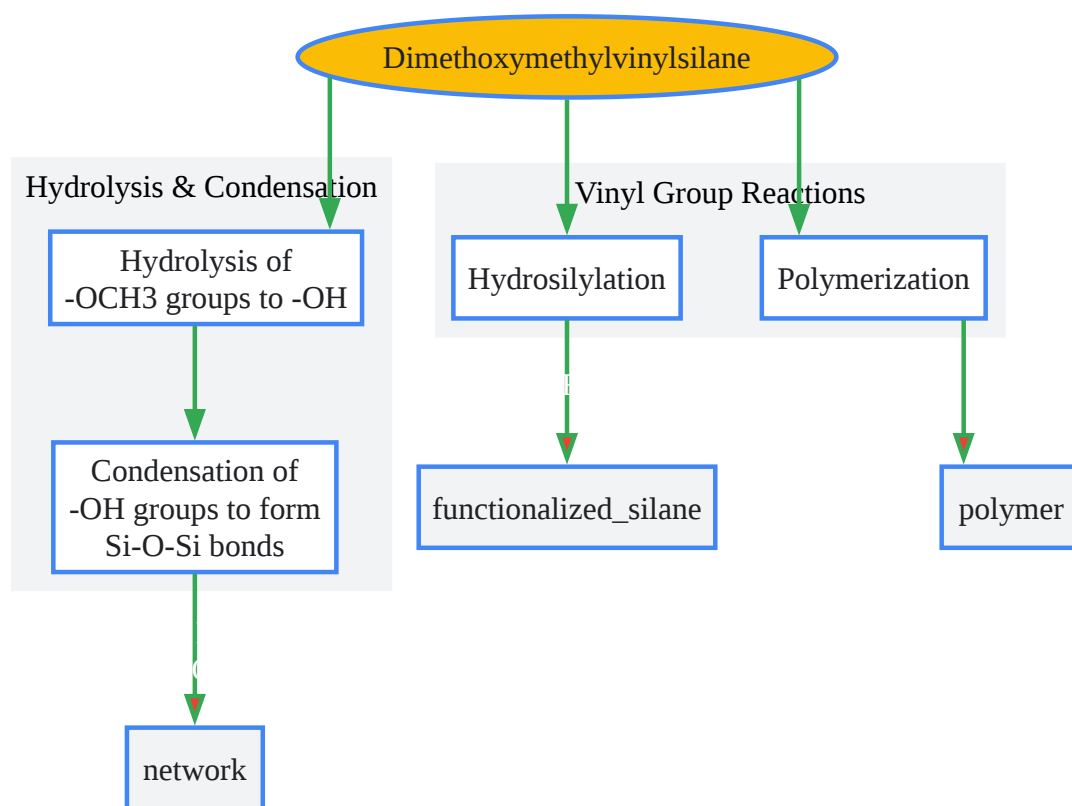 Dimethoxymethylvinylsilane
Hydrolysis & Condensation
Vinyl Group Reactions
Hydrolysis of
-OCH3 groups to -OH
Hydrosilylation
Polymerization
Condensation of
-OH groups to form
Si-O-Si bonds
functionalized_silane
polymer
network